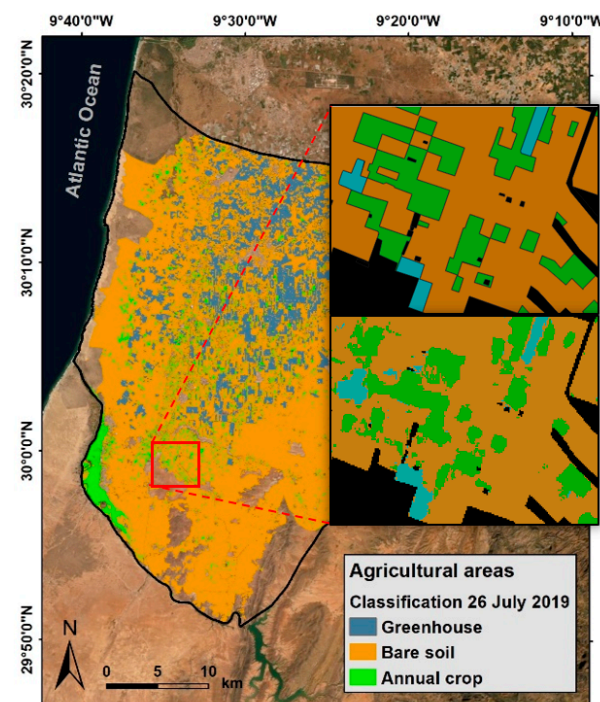 9°40'0"W 9°30'0"W 9°20'0"W 9°10'0"W
30°20'0"N
Atlantic Ocean
30°10'0"N
30°0'0"N
29°50'0"N
N
0 5 10
km
Agricultural areas
Classification 26 July 2019
Greenhouse
Bare soil
Annual crop